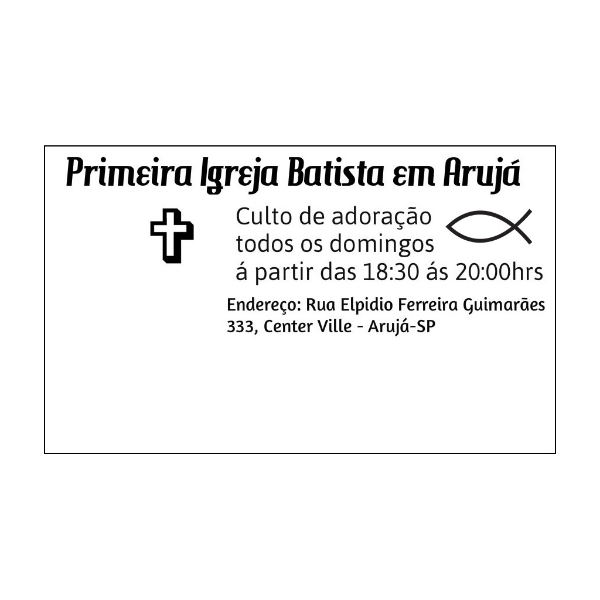 Primeira Igreja Batista em Arujá
Culto de adoração
todos os domingos
á partir das 18:30 ás 20:00hrs
Endereço: Rua Elpidio Ferreira Guimarães
333, Center Ville - Arujá-SP